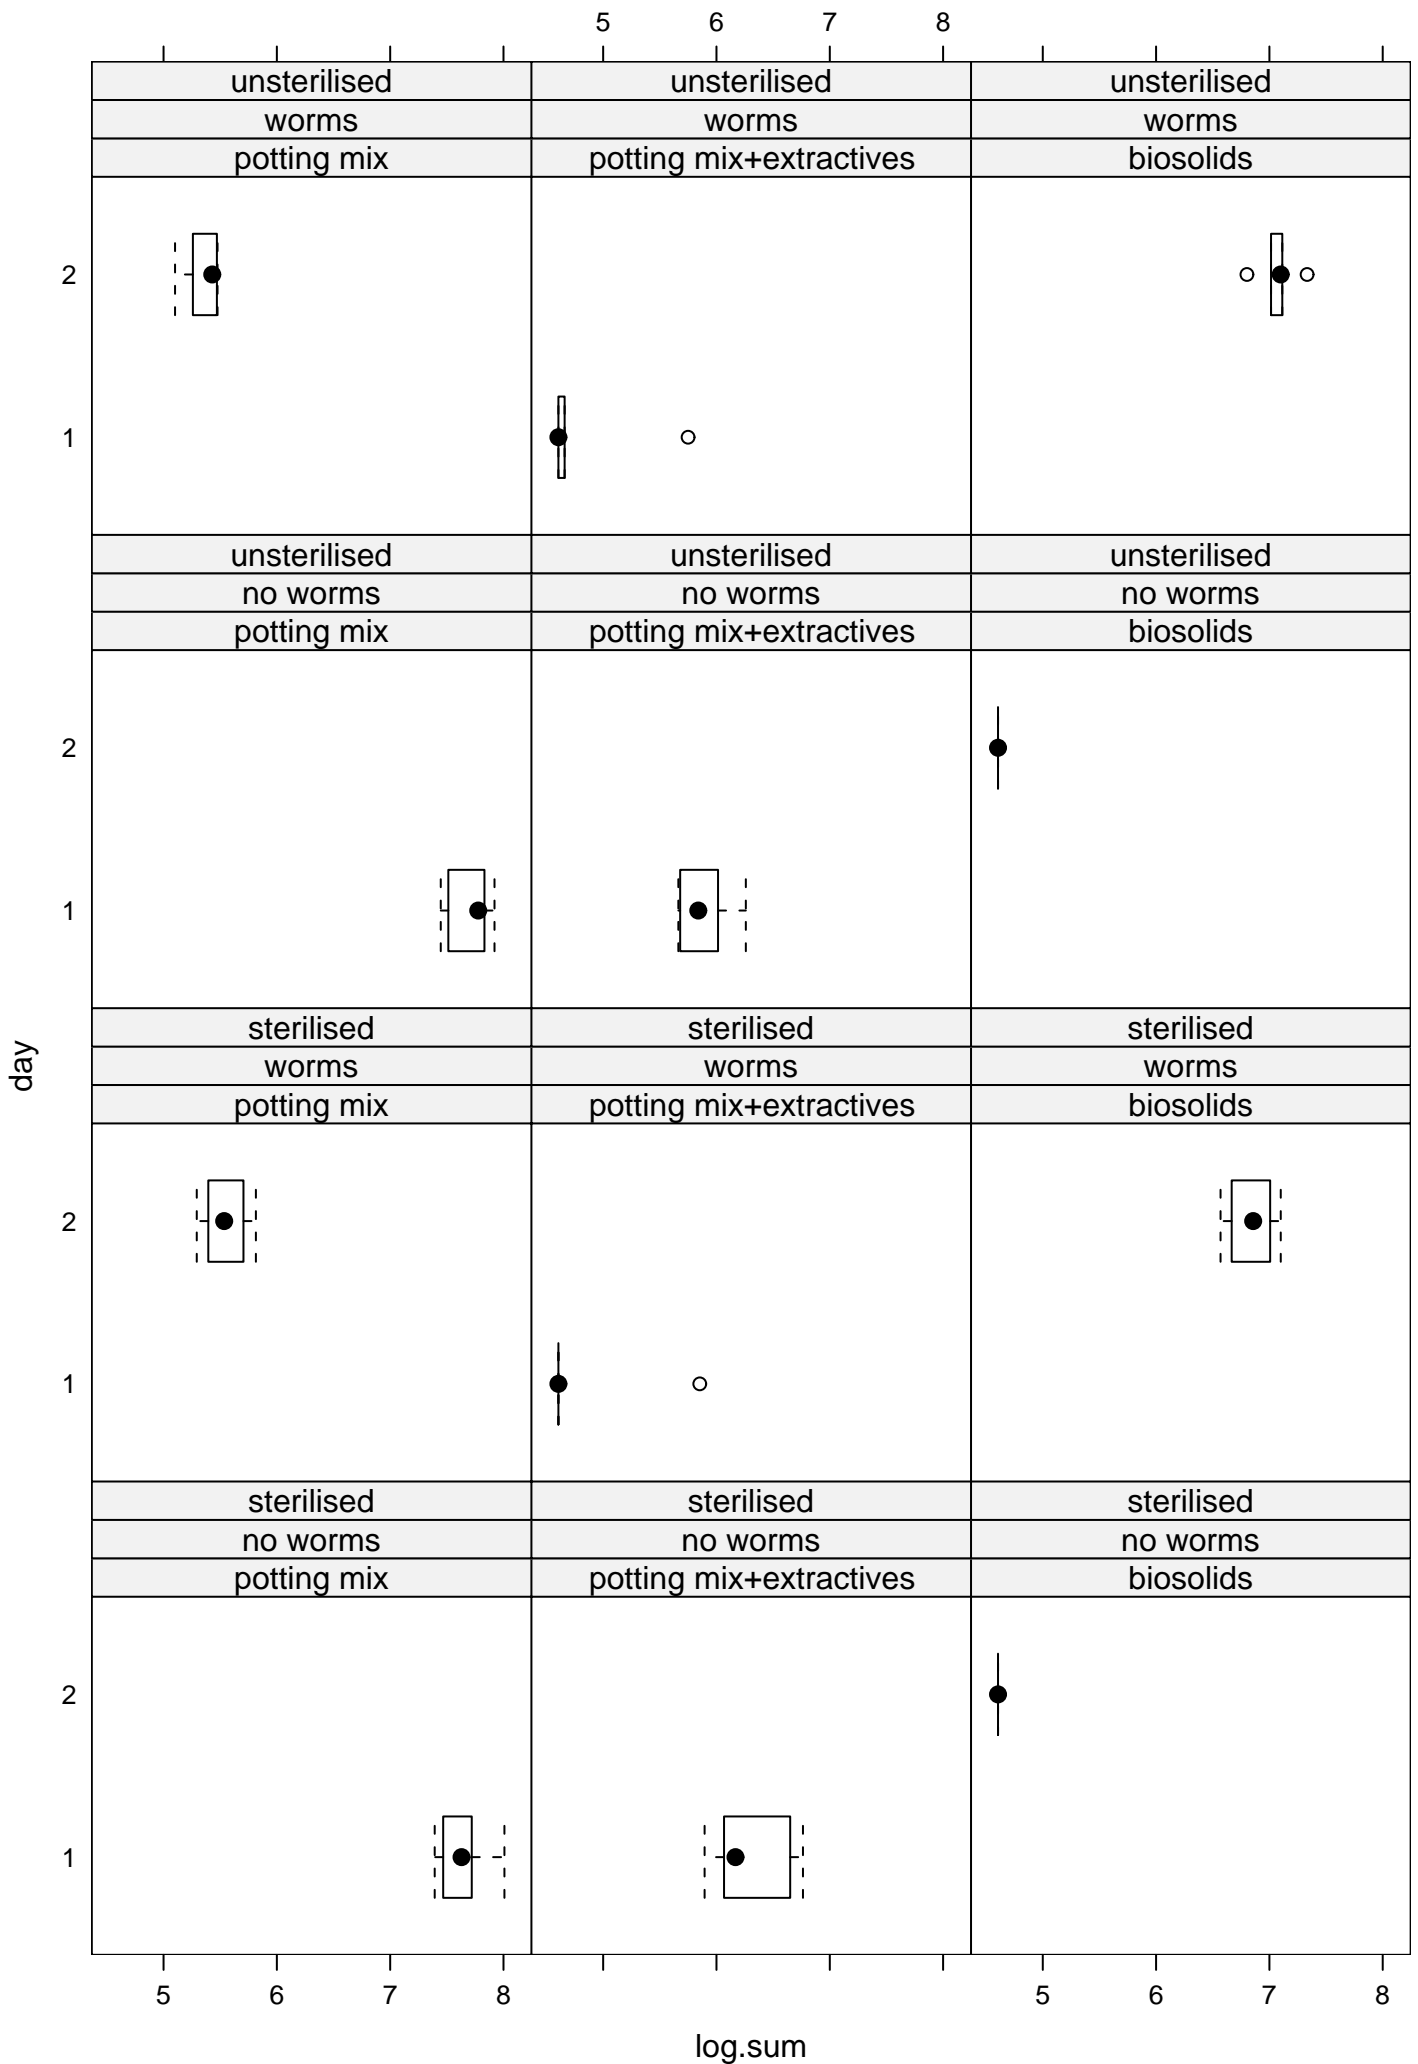 5 6 7 8
unsterilised unsterilised unsterilised
worms worms worms
potting mix potting mix+extractives biosolids
2
1
unsterilised unsterilised unsterilised
no worms no worms no worms
potting mix potting mix+extractives biosolids
2
1
sterilised sterilised sterilised
day
worms worms worms
potting mix potting mix+extractives biosolids
2
1
sterilised sterilised sterilised
no worms no worms no worms
potting mix potting mix+extractives biosolids
2
1
5 6 7 8 5 6 7 8
log.sum